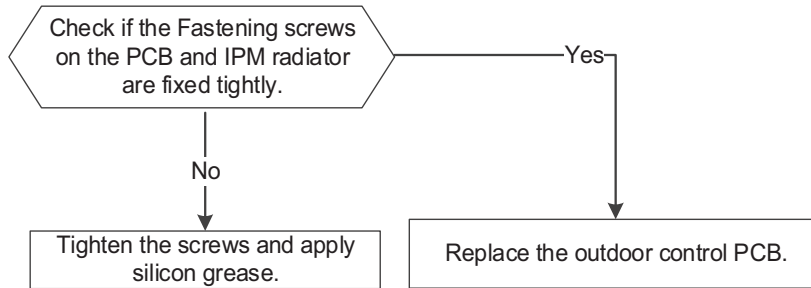 Check if the Fastening screws
on the PCB and IPM radiator
are fixed tightly.
Yes
No
Tighten the screws and apply
silicon grease.
Replace the outdoor control PCB.